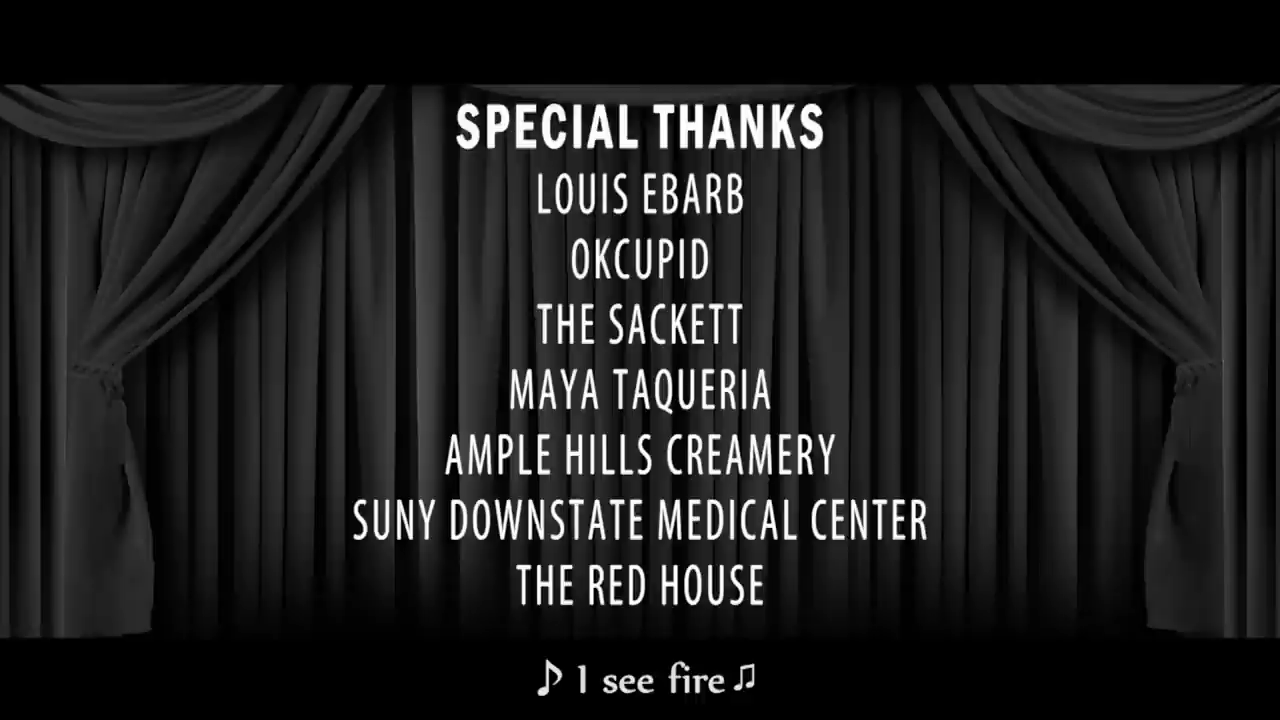 SPECIAL THANKS
LOUIS EBARB
OKCUPID
THE SACKETT
MAYA TAQUERIA
AMPLE HILLS CREAMERY
SUNY DOWNSTATE MEDICAL CENTER
THE RED HOUSE
♪ I see fire ♫